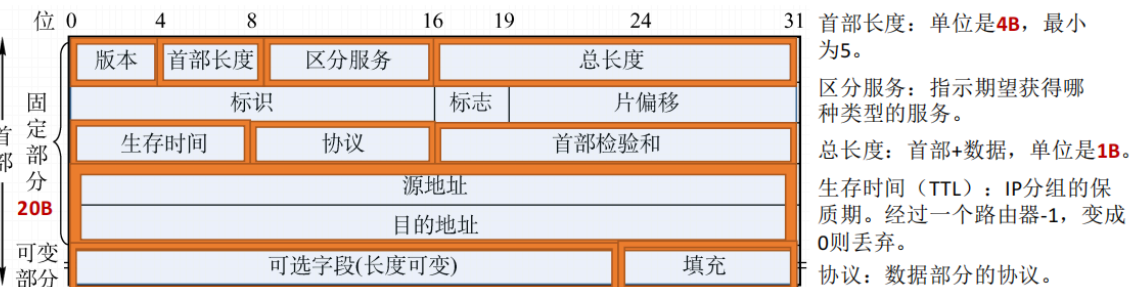 位 0 4 8 16 19 24 31
版本 首部长度 区分服务 总长度
标识 标志 片偏移
生存时间 协议 首部检验和
源地址
目的地址
可选字段(长度可变) 填充
首部
固定部分
20B
可变部分
首部长度：单位是4B，最小
为5。
区分服务：指示期望获得哪
种类型的服务。
总长度：首部+数据，单位是1B。
生存时间（TTL）：IP分组的保
质期。经过一个路由器-1，变成
0则丢弃。
协议：数据部分的协议。